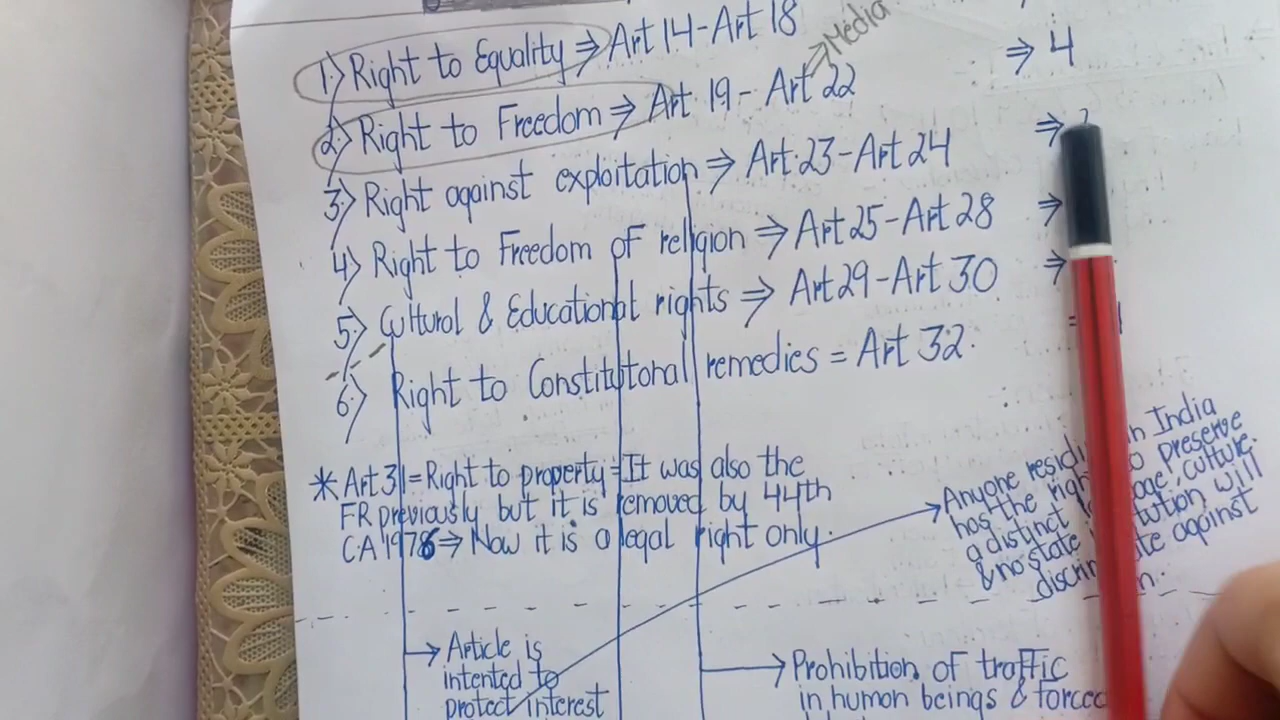 1) Right to Equality ⇒ Art 14-Art 18
Media
2) Right to Freedom ⇒ Art 19 - Art 22 ⇒ 4
3) Right against exploitation ⇒ Art.23-Art 24 ⇒
4) Right to Freedom of religion ⇒ Art 25-Art 28 ⇒
5) Cultural & Educational rights ⇒ Art 29-Art 30 ⇒
6) Right to Constitutonal remedies = Art 32.
* Art 31 = Right to property = It was also the
FR previously but it is removed by 44th
CA 1978 ⇒ Now it is a legal right only.
Anyone in India
has the preserve
a distinct culture
& no state will
against
Article is
intented to
protect interest
Prohibition of traffic
in human beings &